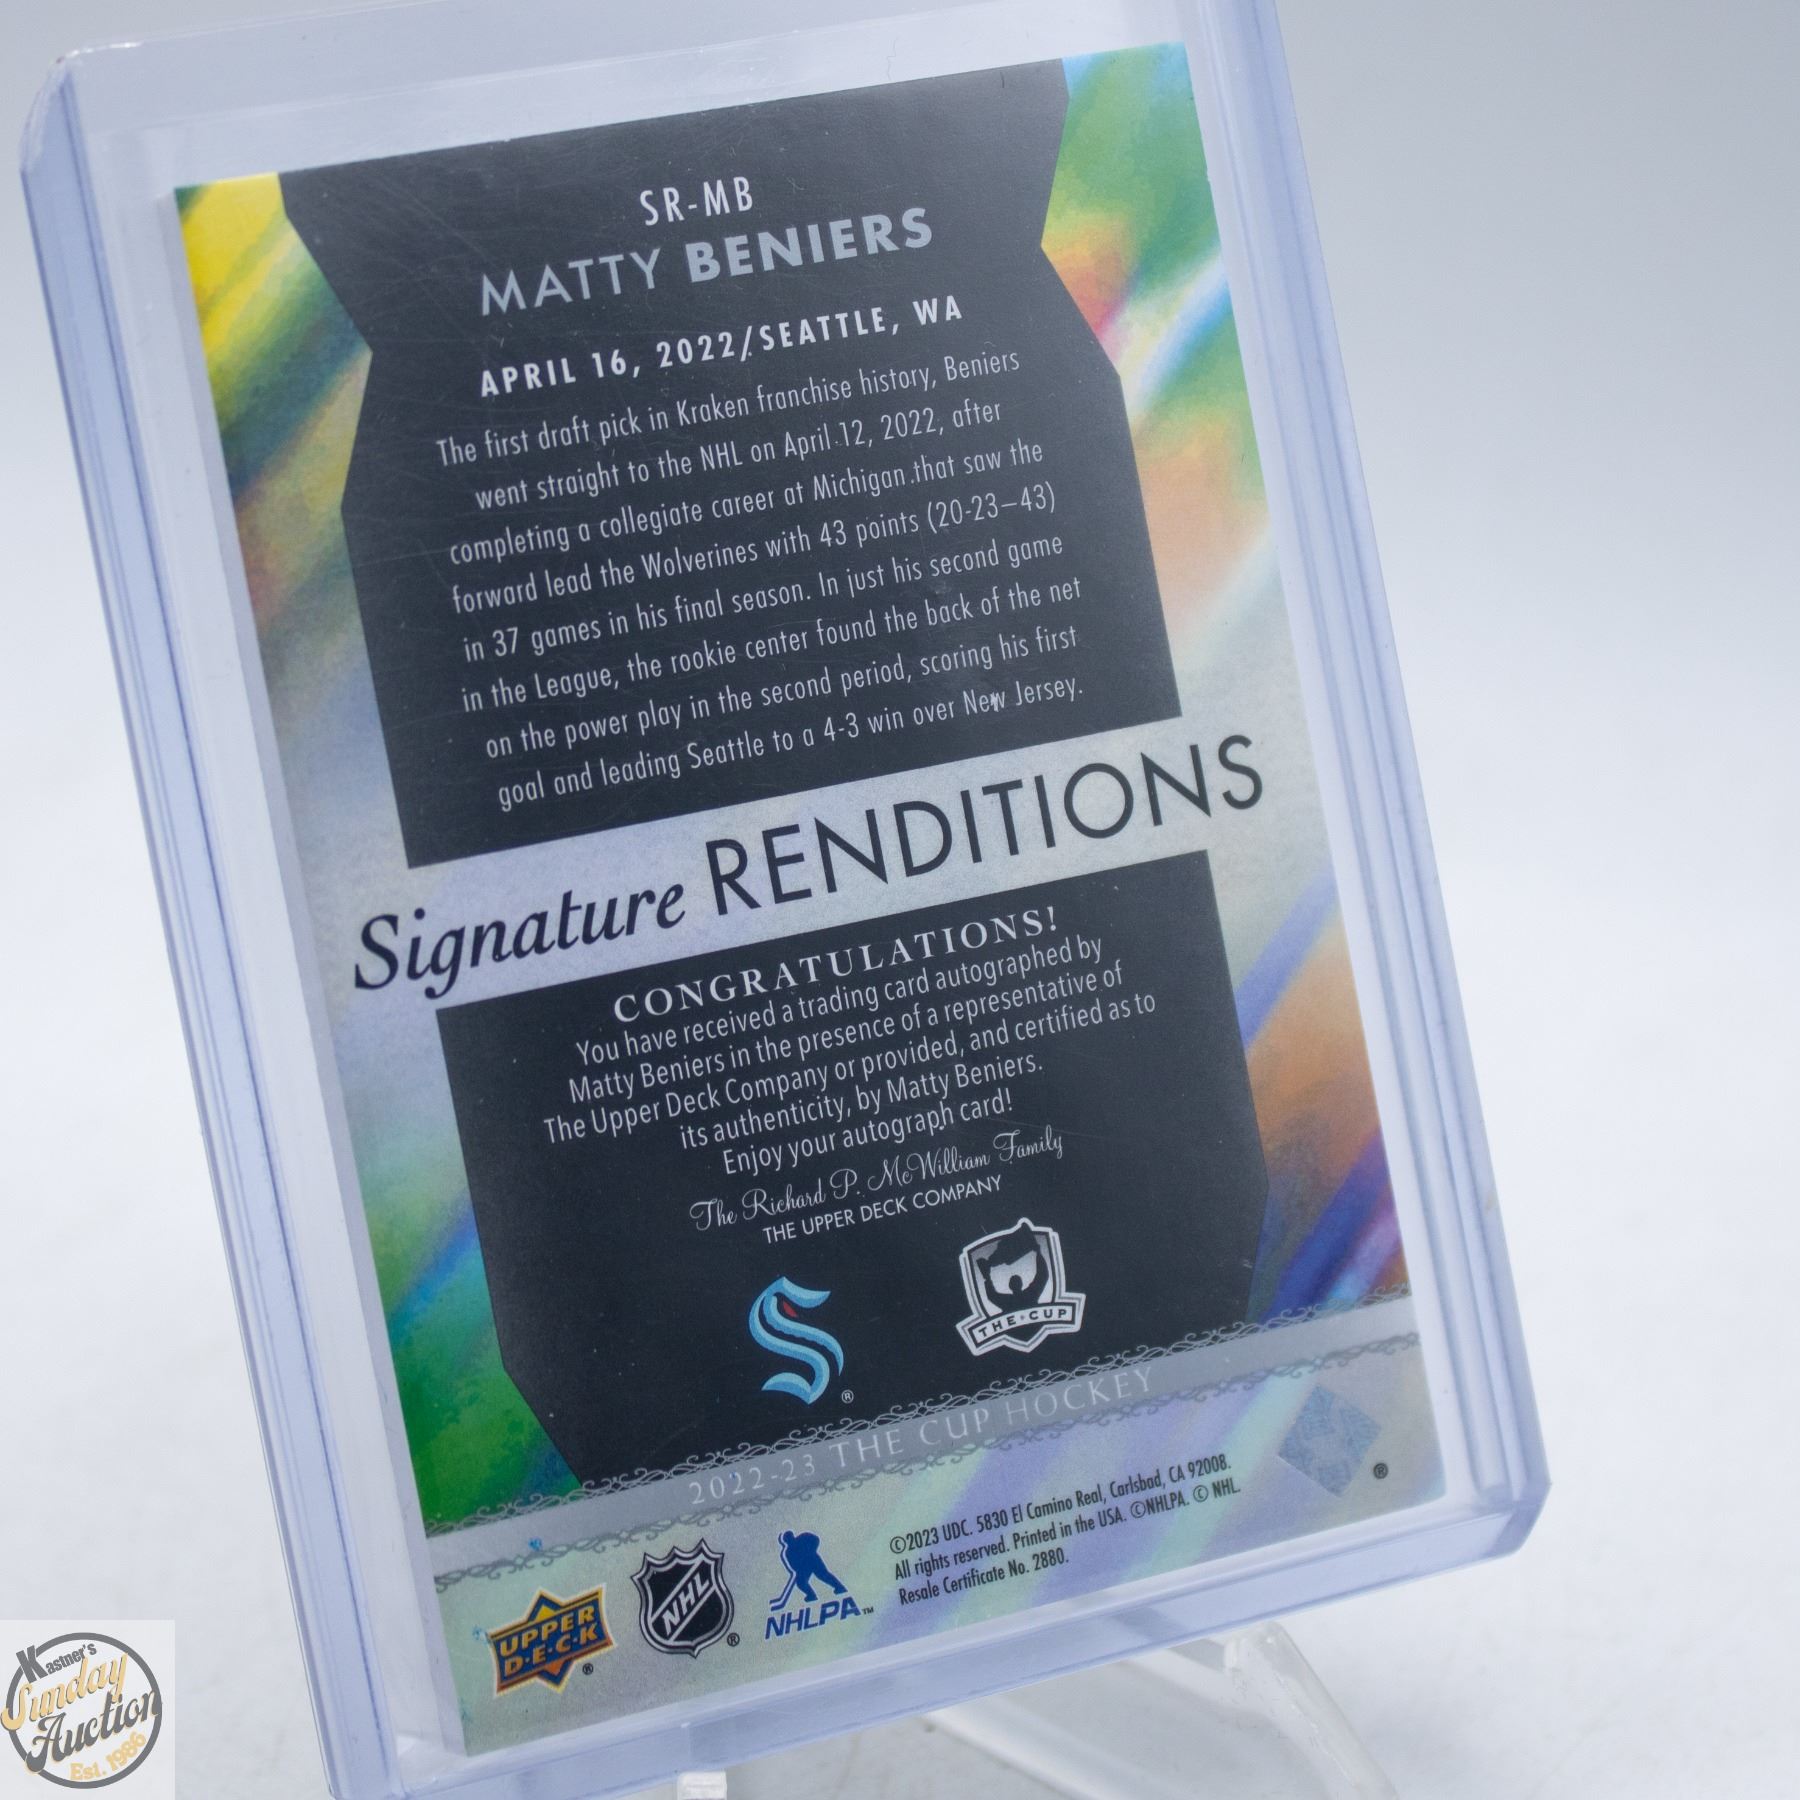 SR-MB
MATTY BENIERS
APRIL 16, 2022/SEATTLE, WA
The first draft pick in Kraken franchise history, Beniers
went straight to the NHL on April 12, 2022, after
completing a collegiate career at Michigan that saw the
forward lead the Wolverines with 43 points (20-23–43)
in 37 games in his final season. In just his second game
in the League, the rookie center found the back of the net
on the power play in the second period, scoring his first
goal and leading Seattle to a 4-3 win over New Jersey.
Signature RENDITIONS
CONGRATULATIONS!
You have received a trading card autographed by
Matty Beniers in the presence of a representative of
The Upper Deck Company or provided, and certified as to
its authenticity, by Matty Beniers.
Enjoy your autograph card!
The Richard P. McWilliam Family
THE UPPER DECK COMPANY
THE CUP
®
2022-23 THE CUP HOCKEY
®
UPPER
D·E·C·K
®
NHL
®
NHLPA™
©2023 UDC. 5830 El Camino Real, Carlsbad, CA 92008.
All rights reserved. Printed in the USA. ©NHLPA. © NHL.
Resale Certificate No. 2880.
Kastner's
Sunday
Auction
Est. 1986